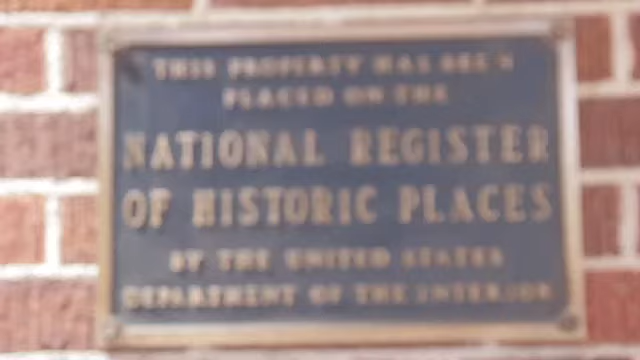 THIS PROPERTY HAS BEEN
PLACED ON THE
NATIONAL REGISTER
OF HISTORIC PLACES
BY THE UNITED STATES
DEPARTMENT OF THE INTERIOR